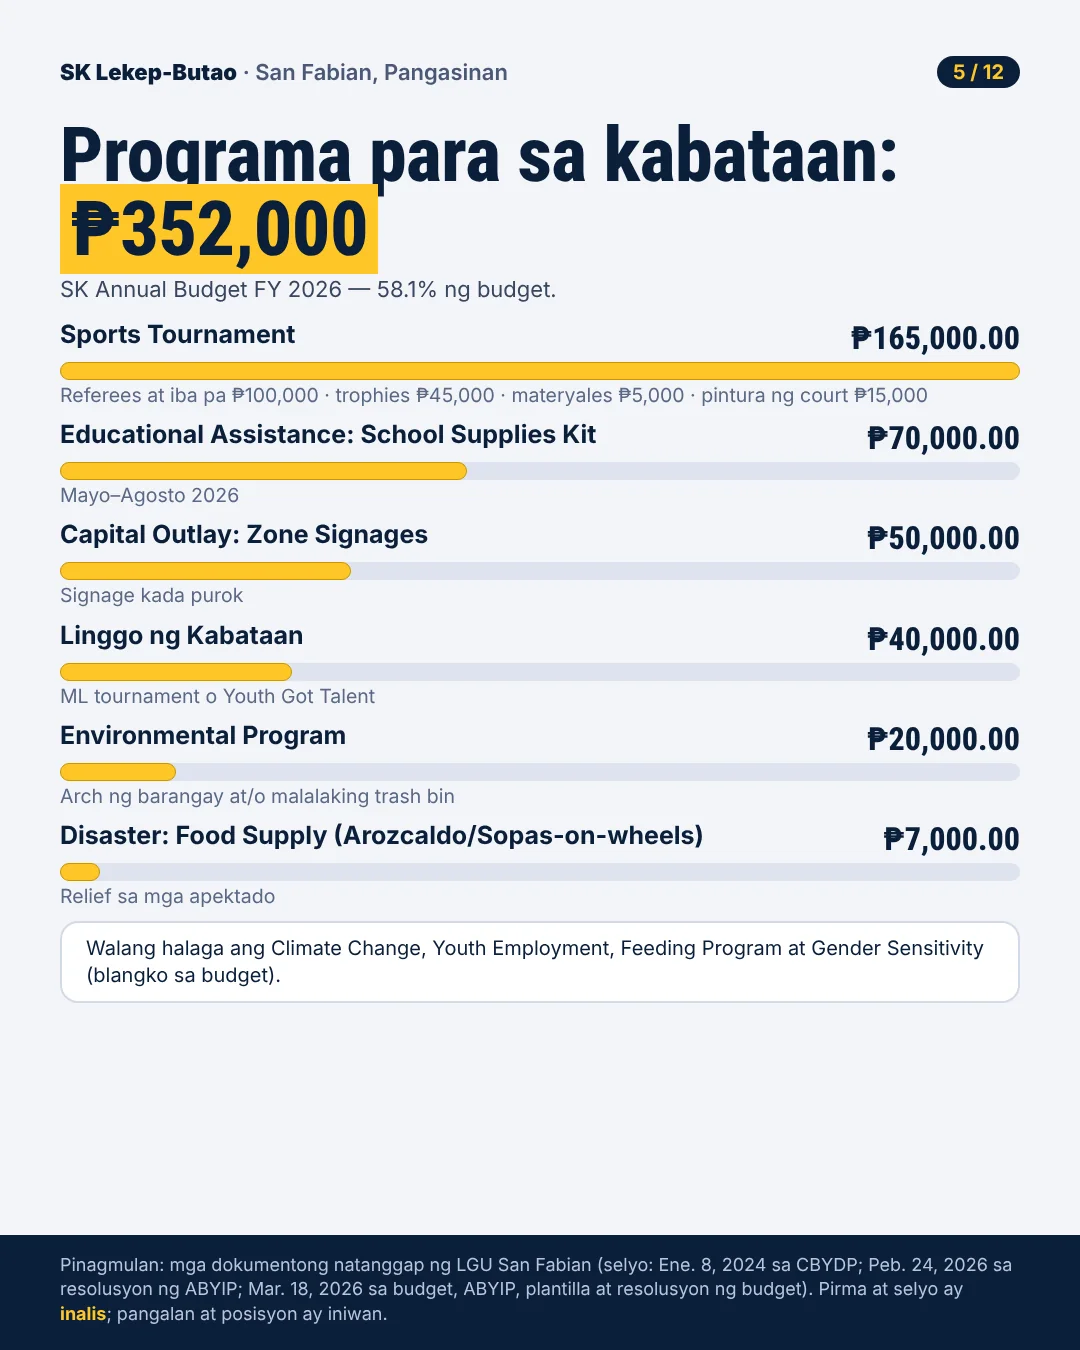 SK Lekep-Butao · San Fabian, Pangasinan
5 / 12
Programa para sa kabataan:
₱352,000
SK Annual Budget FY 2026 — 58.1% ng budget.
Sports Tournament
₱165,000.00
Referees at iba pa ₱100,000 · trophies ₱45,000 · materyales ₱5,000 · pintura ng court ₱15,000
Educational Assistance: School Supplies Kit
₱70,000.00
Mayo–Agosto 2026
Capital Outlay: Zone Signages
₱50,000.00
Signage kada purok
Linggo ng Kabataan
₱40,000.00
ML tournament o Youth Got Talent
Environmental Program
₱20,000.00
Arch ng barangay at/o malalaking trash bin
Disaster: Food Supply (Arozcaldo/Sopas-on-wheels)
₱7,000.00
Relief sa mga apektado
Walang halaga ang Climate Change, Youth Employment, Feeding Program at Gender Sensitivity
(blangko sa budget).
Pinagmulan: mga dokumentong natanggap ng LGU San Fabian (selyo: Ene. 8, 2024 sa CBYDP; Peb. 24, 2026 sa
resolusyon ng ABYIP; Mar. 18, 2026 sa budget, ABYIP, plantilla at resolusyon ng budget). Pirma at selyo ay
inalis; pangalan at posisyon ay iniwan.